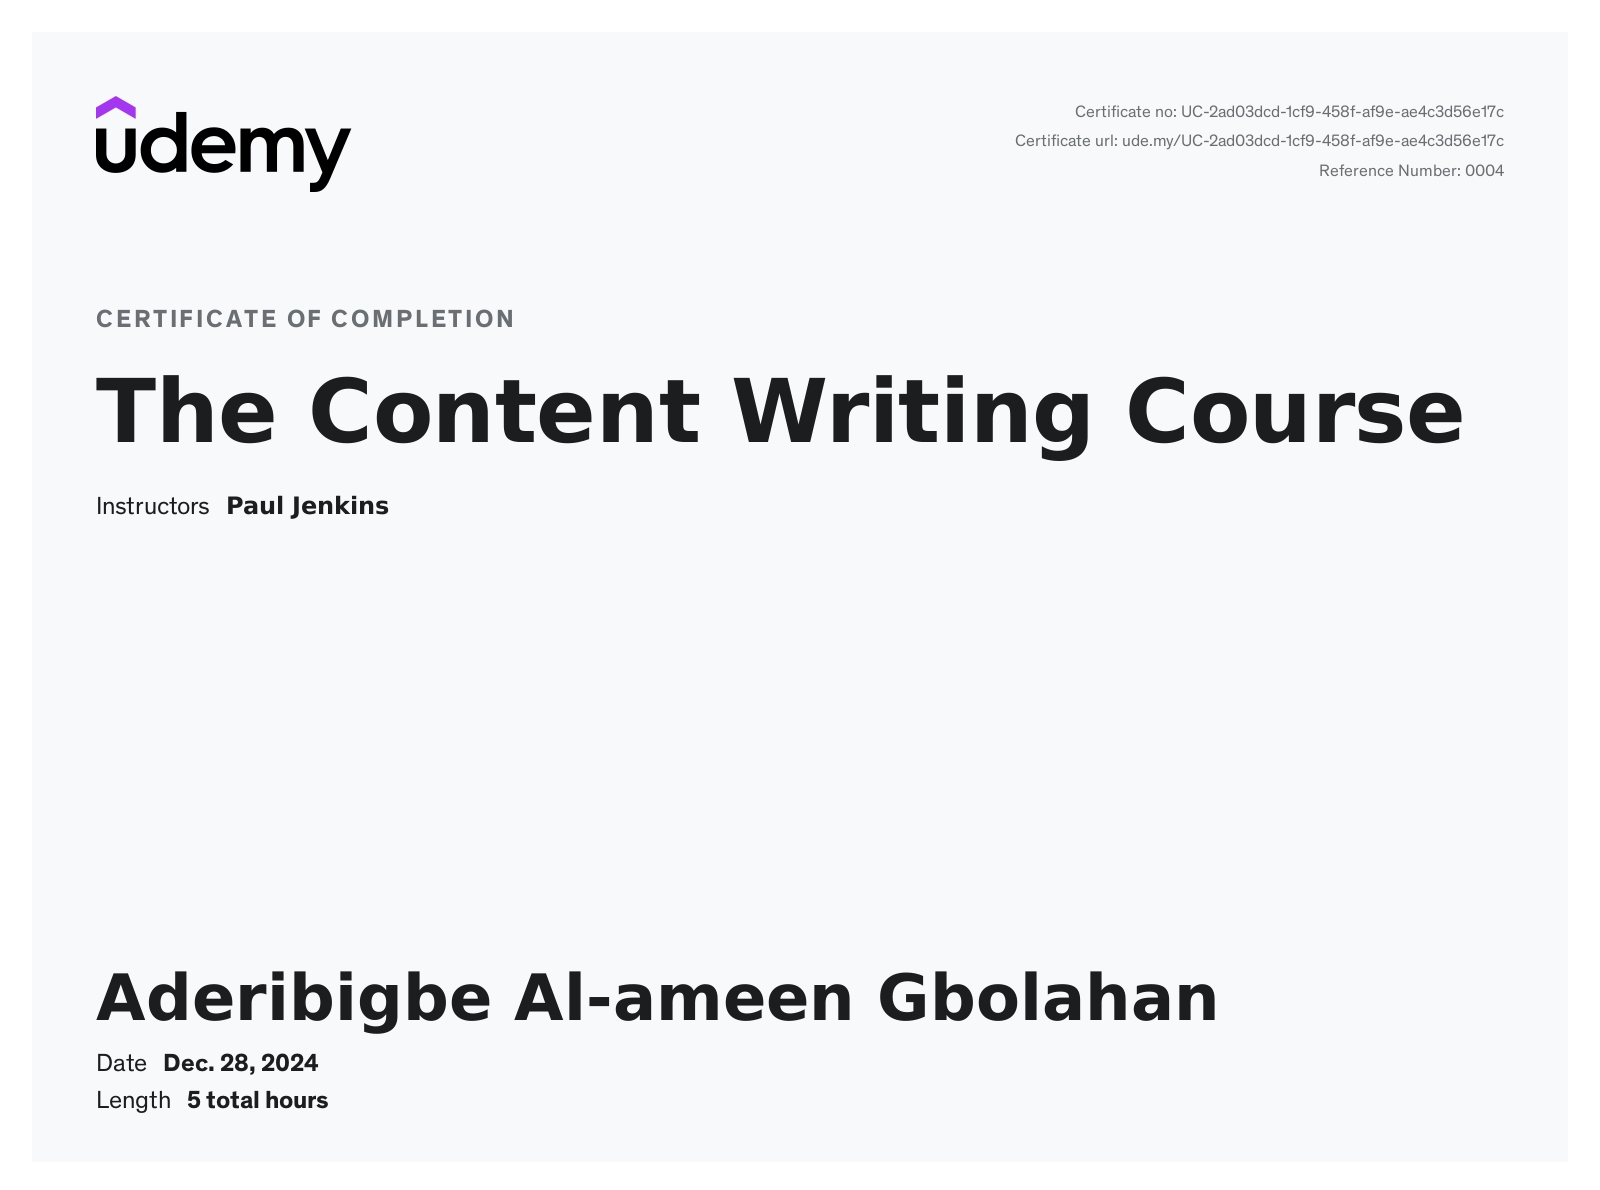 udemy
Certificate no: UC-2ad03dcd-1cf9-458f-af9e-ae4c3d56e17c
Certificate url: ude.my/UC-2ad03dcd-1cf9-458f-af9e-ae4c3d56e17c
Reference Number: 0004
CERTIFICATE OF COMPLETION
The Content Writing Course
Instructors Paul Jenkins
Aderibigbe Al-ameen Gbolahan
Date Dec. 28, 2024
Length 5 total hours